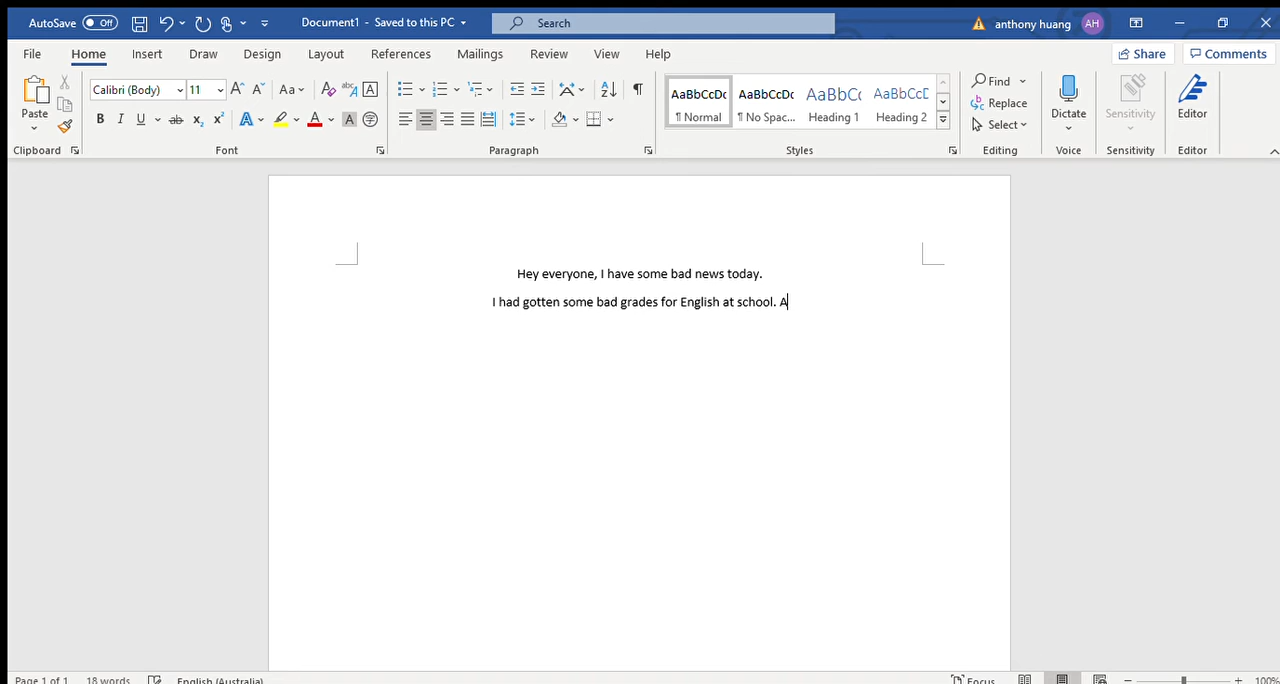 AutoSave Off Document1 - Saved to this PC Search anthony huang AH
File Home Insert Draw Design Layout References Mailings Review View Help Share Comments
Paste
Clipboard
Calibri (Body) 11 A A Aa A
B I U ab x₂ x² A A A
Font
Paragraph
AaBbCcDc AaBbCcDc AaBbCc AaBbCcD
¶ Normal ¶ No Spac... Heading 1 Heading 2
Styles
Find
Replace
Select
Editing
Dictate
Voice
Sensitivity
Sensitivity
Editor
Editor
Hey everyone, I have some bad news today.
I had gotten some bad grades for English at school. A
Page 1 of 1 18 words English (Australia) Focus 100%